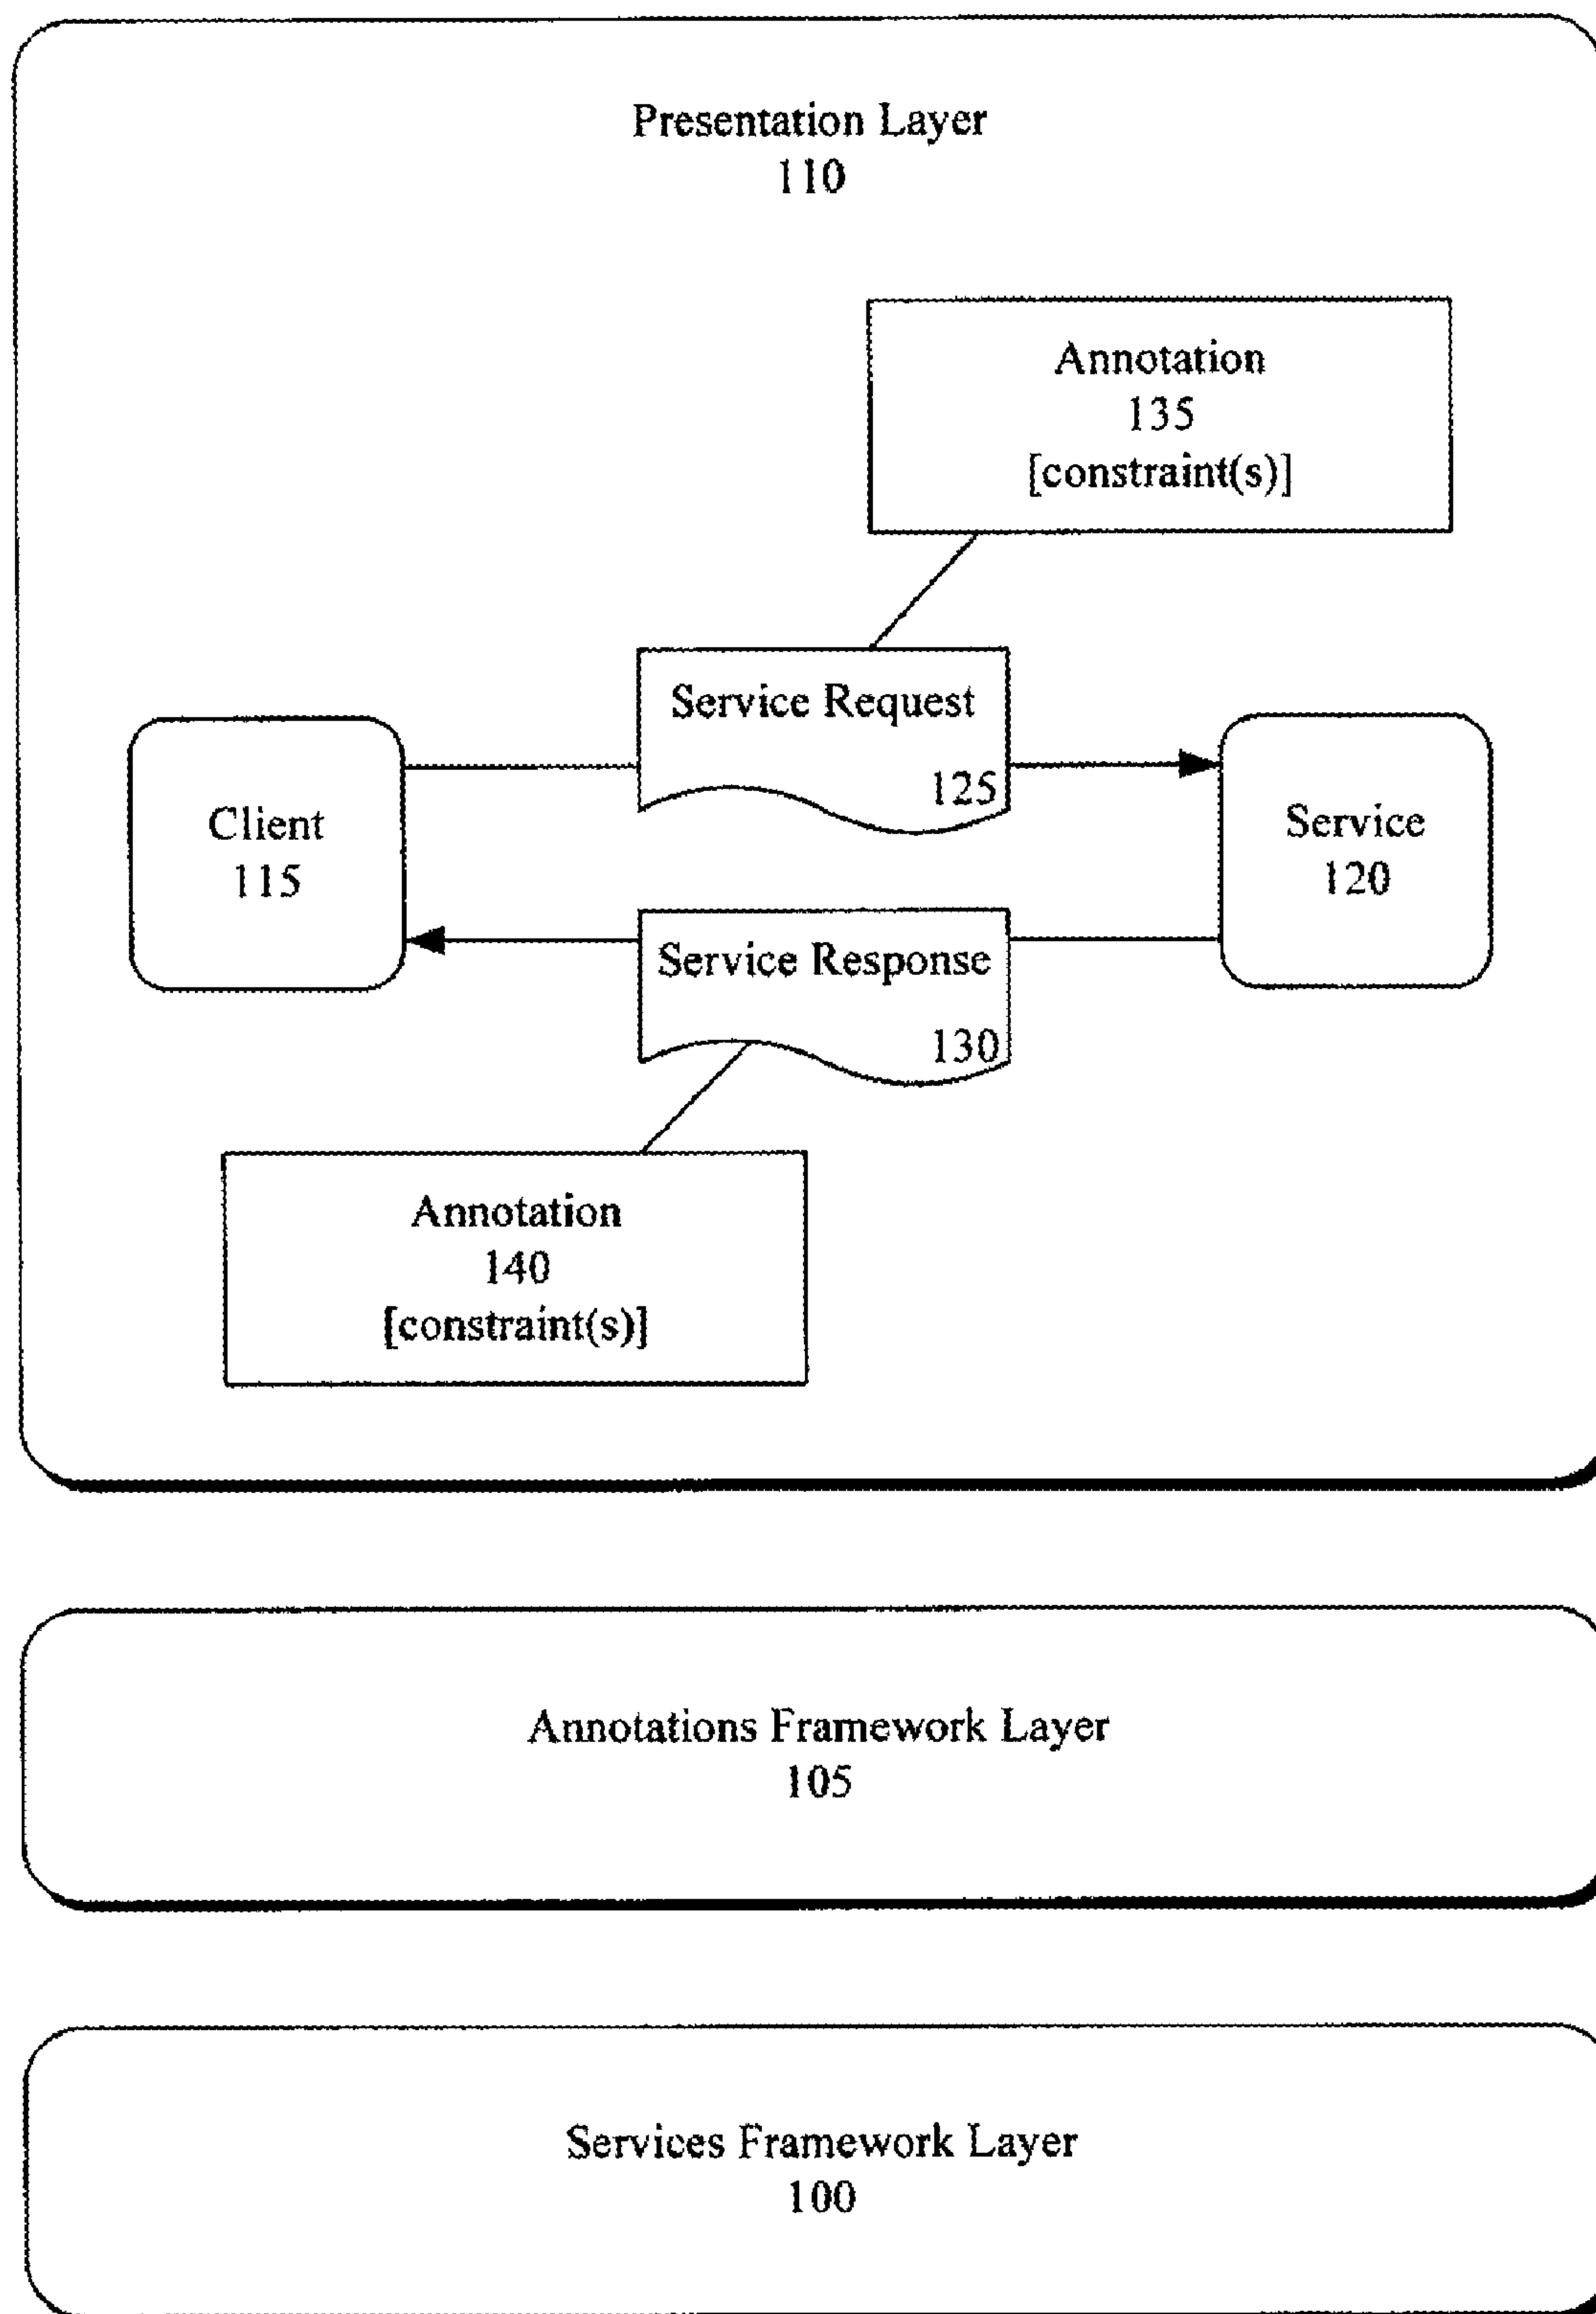 Presentation Layer
110
Annotation
135
[constraint(s)]
Service Request
125
Client
115
Service
120
Service Response
130
Annotation
140
[constraint(s)]
Annotations Framework Layer
105
Services Framework Layer
100